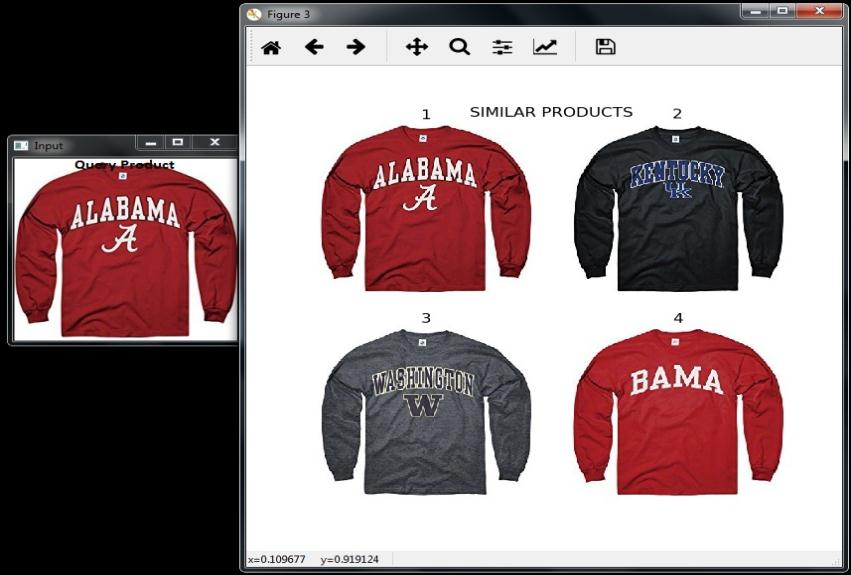 Figure 3
Input
Query Product
ALABAMA
A
SIMILAR PRODUCTS
1
2
ALABAMA
A
KENTUCKY
UK
3
4
WASHINGTON
W
BAMA
x=0.109677 y=0.919124